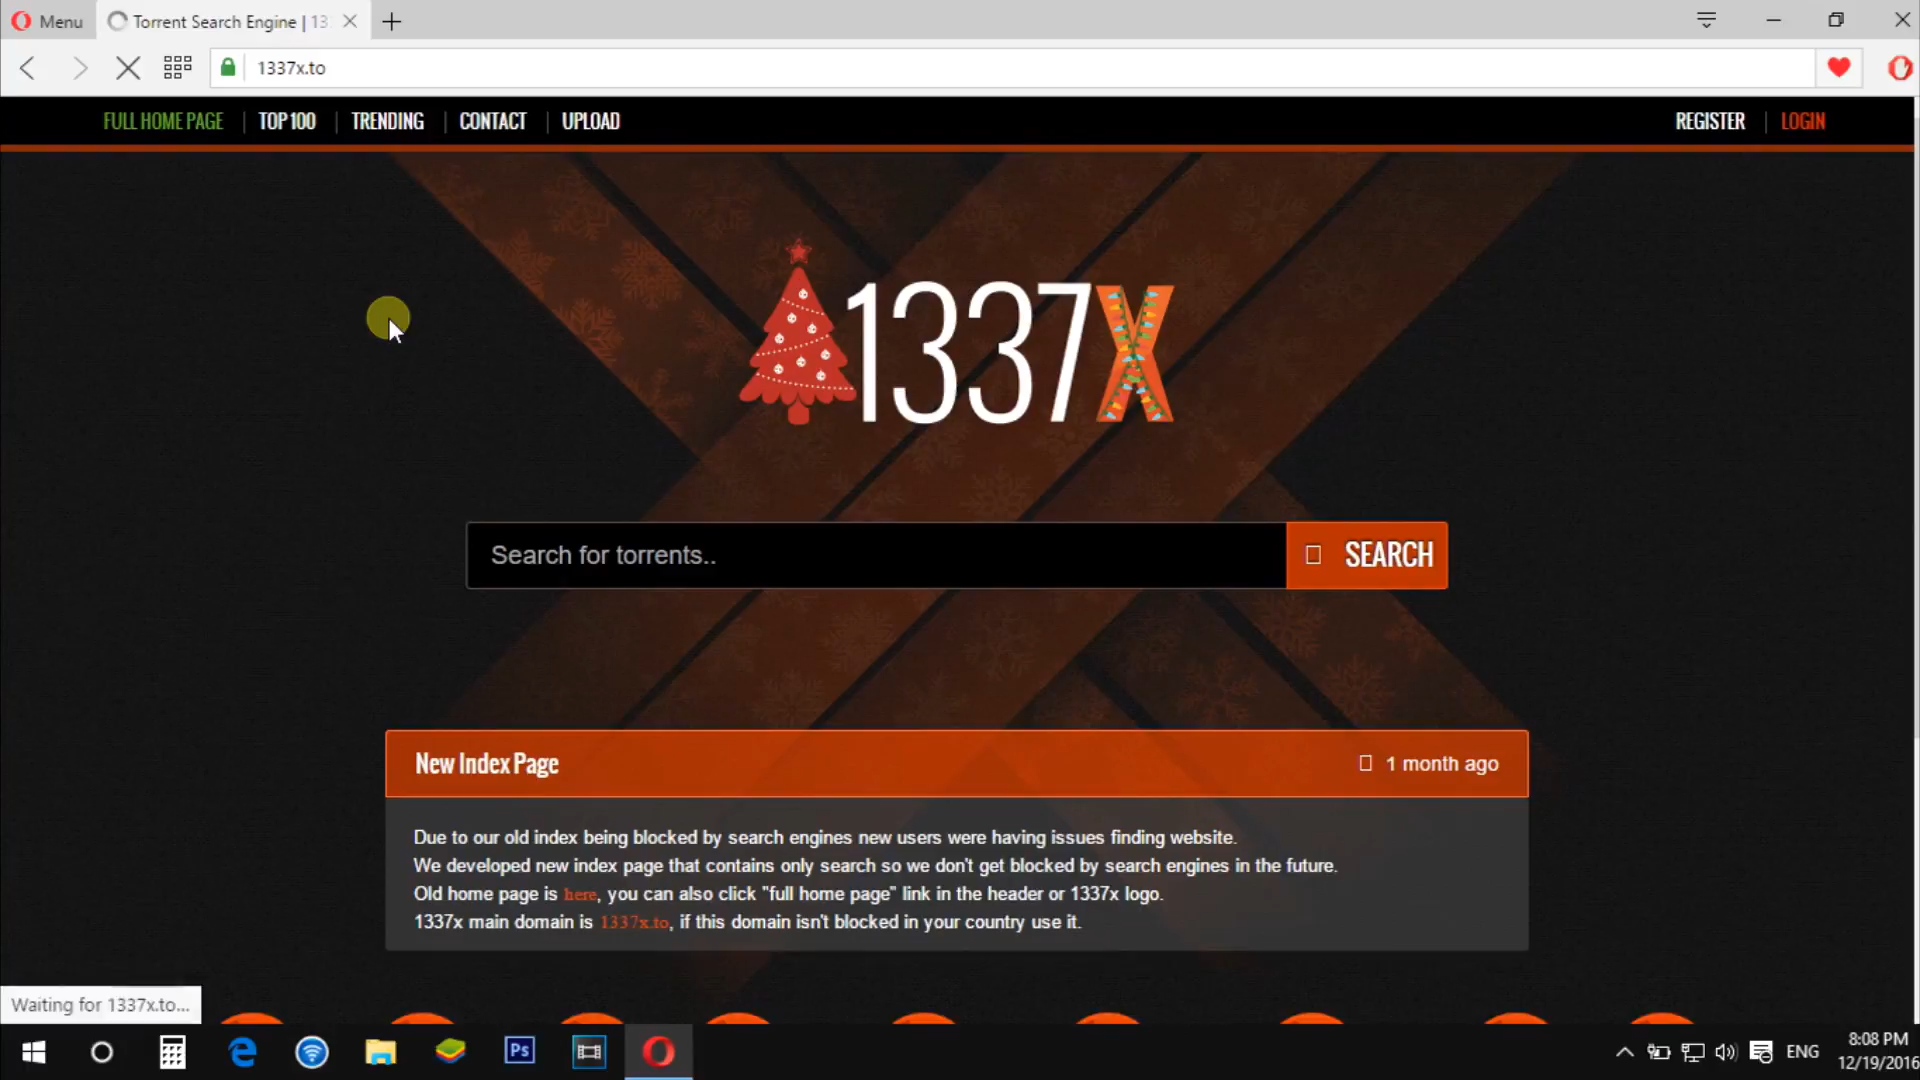 Menu
Torrent Search Engine | 13
1337x.to
FULL HOME PAGE
TOP 100
TRENDING
CONTACT
UPLOAD
REGISTER
LOGIN
1337X
Search for torrents..
SEARCH
New Index Page
1 month ago
Due to our old index being blocked by search engines new users were having issues finding website.
We developed new index page that contains only search so we don't get blocked by search engines in the future.
Old home page is here, you can also click "full home page" link in the header or 1337x logo.
1337x main domain is 1337x.to, if this domain isn't blocked in your country use it.
Waiting for 1337x.to...
Ps
ENG
8:08 PM
12/19/2016